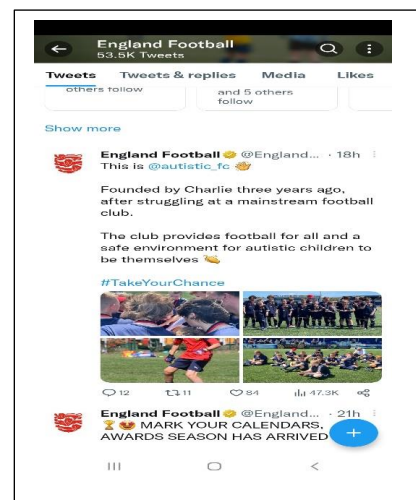 England Football
53.5K Tweets
Tweets Tweets & replies Media Likes
others follow
and 5 others
follow
Show more
England Football @England... · 18h
This is @autistic_fc
Founded by Charlie three years ago,
after struggling at a mainstream football
club.
The club provides football for all and a
safe environment for autistic children to
be themselves
#TakeYourChance
12 11 84 47.3K
England Football @England... · 21h
MARK YOUR CALENDARS,
AWARDS SEASON HAS ARRIVED